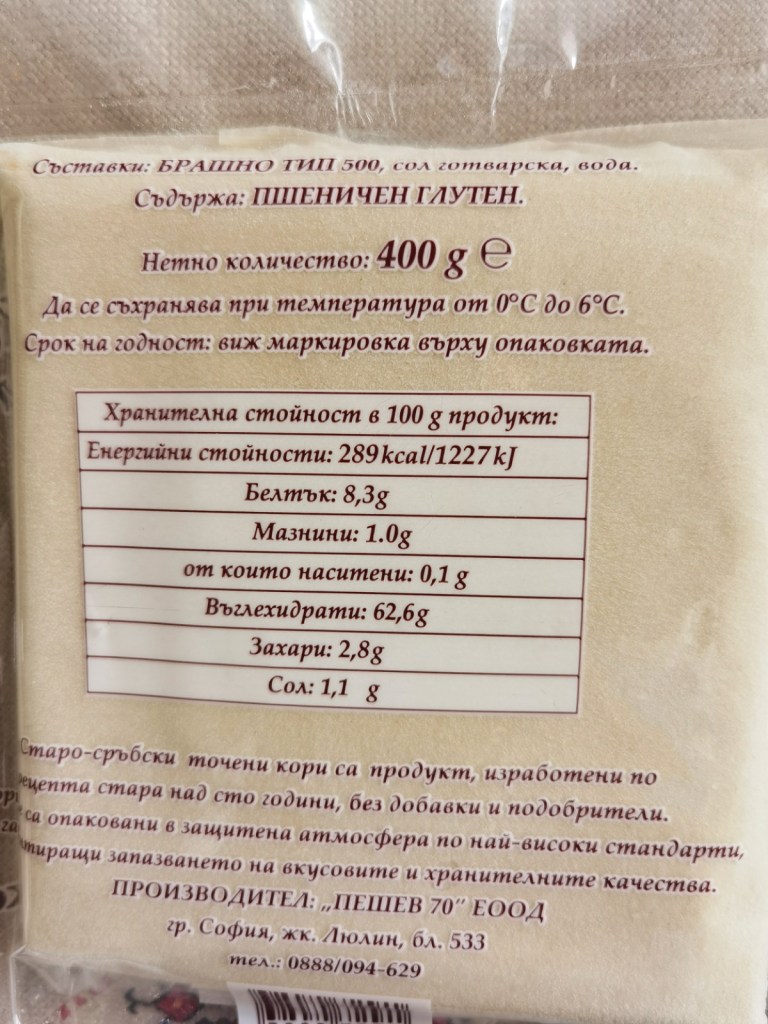 Съставки: БРАШНО ТИП 500, сол готварска, вода.
Съдържа: ПШЕНИЧЕН ГЛУТЕН.
Нетно количество: 400 g ℮
Да се съхранява при температура от 0°C до 6°C.
Срок на годност: виж маркировка върху опаковката.
Хранителна стойност в 100 g продукт:
Енергийни стойности: 289kcal/1227kJ
Белтък: 8,3g
Мазнини: 1.0g
от които наситени: 0,1 g
Въглехидрати: 62,6g
Захари: 2,8g
Сол: 1,1 g
Старо-сръбски точени кори са продукт, изработени по
стара над сто години, без добавки и подобрители.
са опаковани в защитена атмосфера по най-високи стандарти,
запазването на вкусовите и хранителните качества.
ПРОИЗВОДИТЕЛ: „ПЕШЕВ 70" ЕООД
гр. София, жк. Люлин, бл. 533
тел.: 0888/094-629